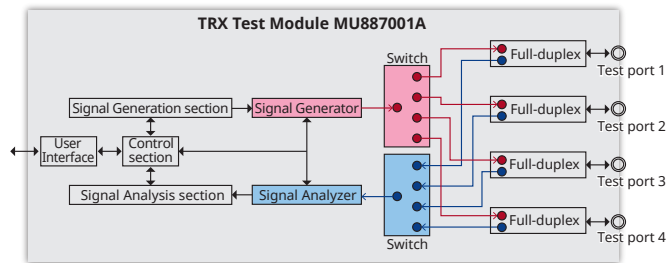 TRX Test Module MU887001A
Switch
Full-duplex
Test port 1
Signal Generation section
Signal Generator
Full-duplex
Test port 2
User
Interface
Control
section
Full-duplex
Test port 3
Signal Analysis section
Signal Analyzer
Full-duplex
Test port 4
Switch